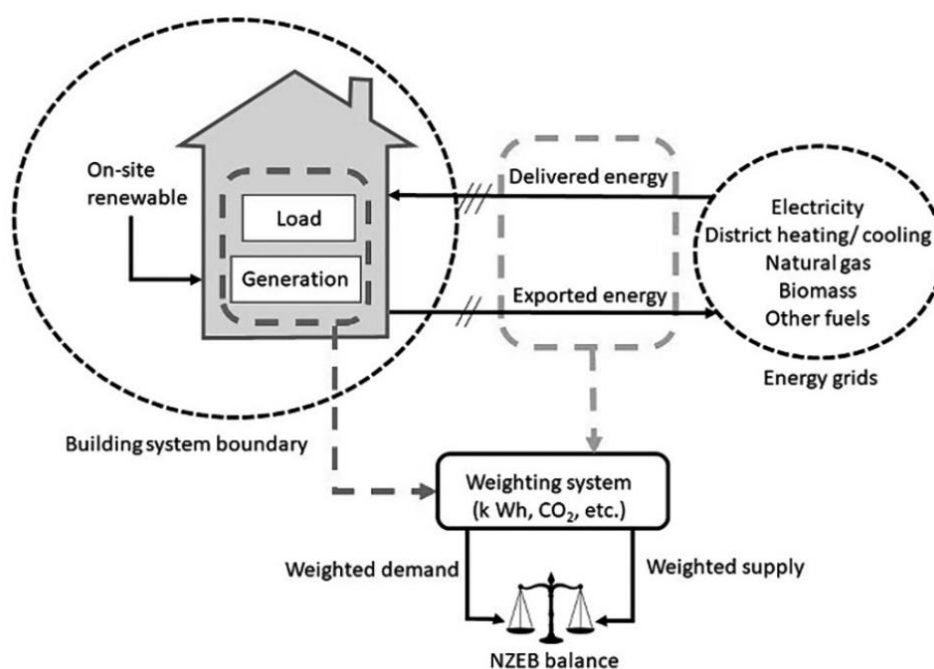 On-site
renewable
Load
Generation
Delivered energy
Exported energy
Electricity
District heating/ cooling
Natural gas
Biomass
Other fuels
Energy grids
Building system boundary
Weighting system
(k Wh, CO₂, etc.)
Weighted demand
Weighted supply
NZEB balance